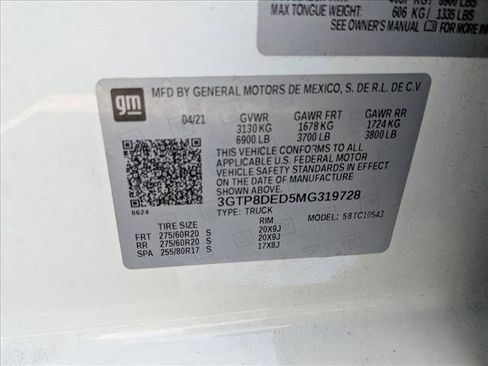 MAX TONGUE WEIGHT: 606 KG / 1335 LBS
SEE OWNER'S MANUAL FOR MORE
gm
MFD BY GENERAL MOTORS DE MEXICO, S. DE R.L. DE C.V.
04/21 GVWR GAWR FRT GAWR RR
3130 KG 1678 KG 1724 KG
6900 LB 3700 LB 3800 LB
THIS VEHICLE CONFORMS TO ALL
APPLICABLE U.S. FEDERAL MOTOR
VEHICLE SAFETY STANDARDS IN EFFECT
ON THE DATE OF MANUFACTURE
SHOWN ABOVE.
3GTP8DED5MG319728
6624 TYPE: TRUCK MODEL: 58TC10543
TIRE SIZE RIM
FRT 275/60R20 S 20X9J
RR 275/60R20 S 20X9J
SPA 255/80R17 S 17X8J